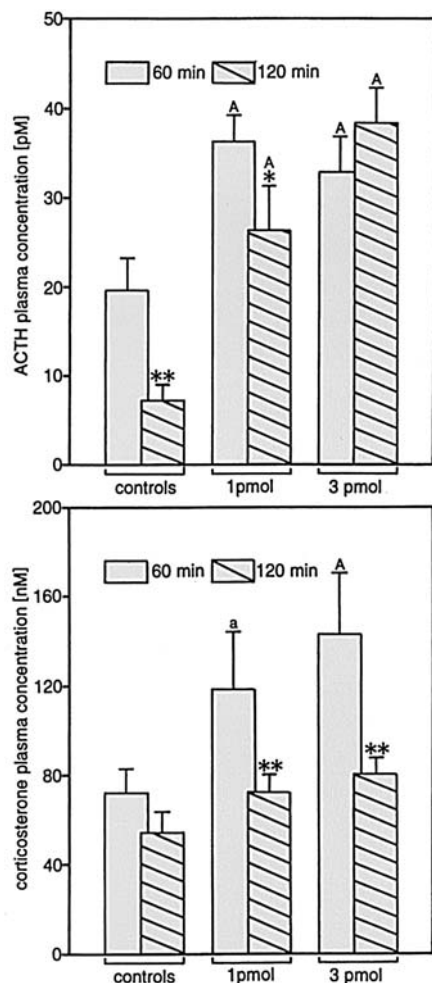 50
40
30
20
10
0
ACTH plasma concentration [pM]
60 min 120 min
**
A
A
*
A
A
controls 1pmol 3 pmol
200
160
120
80
40
0
corticosterone plasma concentration [nM]
60 min 120 min
a
**
A
**
controls 1pmol 3 pmol